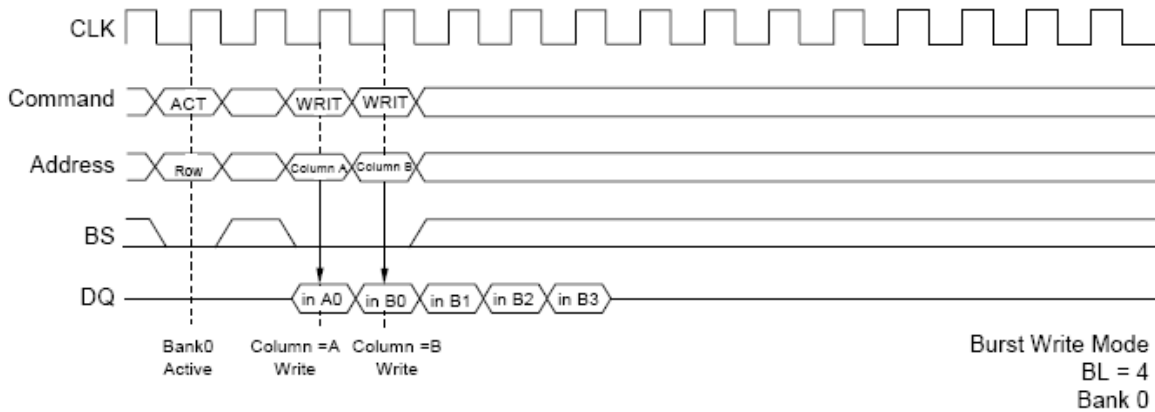 CLK
Command ACT WRIT WRIT
Address Row Column A Column B
BS
DQ in A0 in B0 in B1 in B2 in B3
Bank0 Column =A Column =B
Active Write Write
Burst Write Mode
BL = 4
Bank 0